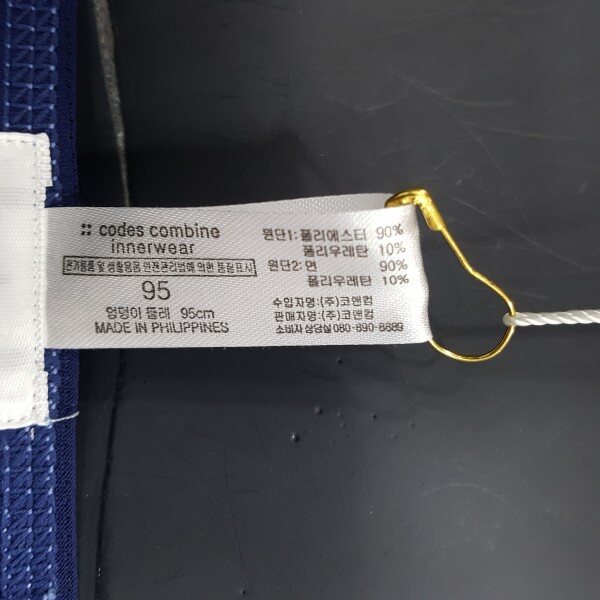 :: codes combine
innerwear
전기용품 및 생활용품 안전관리법에 의한 품질표시
95
엉덩이 둘레 95cm
MADE IN PHILIPPINES
원단1: 폴리에스터 90%
폴리우레탄 10%
원단2: 면 90%
폴리우레탄 10%
수입자명:(주)코앤컴
판매자명:(주)코앤컴
소비자상담실 080-890-8889